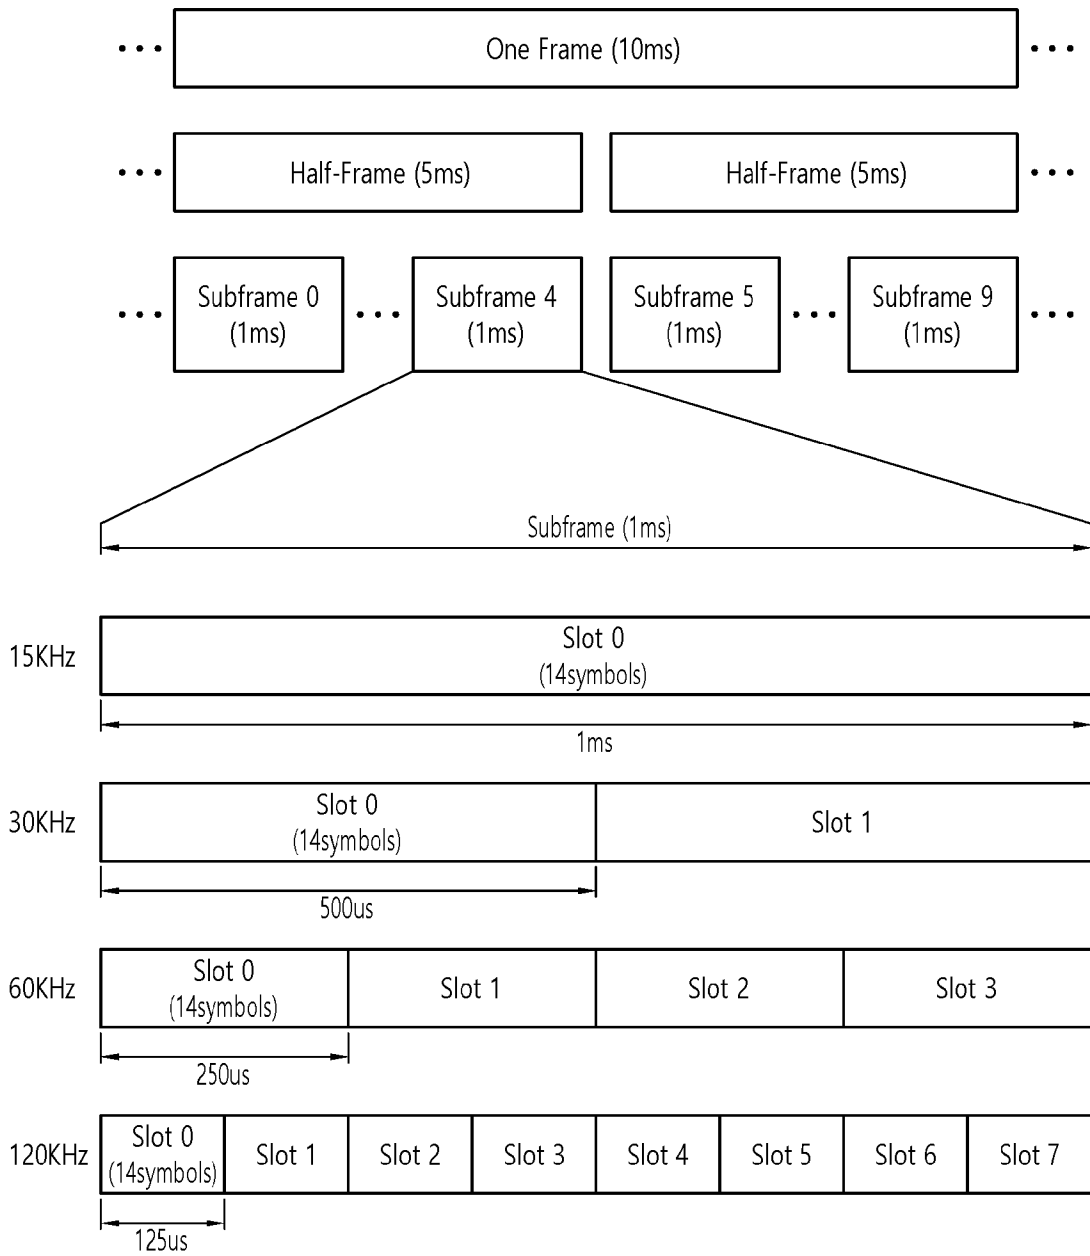 One Frame (10ms)
Half-Frame (5ms)
Half-Frame (5ms)
Subframe 0
(1ms)
Subframe 4
(1ms)
Subframe 5
(1ms)
Subframe 9
(1ms)
Subframe (1ms)
15KHz
Slot 0
(14symbols)
1ms
30KHz
Slot 0
(14symbols)
Slot 1
500us
60KHz
Slot 0
(14symbols)
Slot 1
Slot 2
Slot 3
250us
120KHz
Slot 0
(14symbols)
Slot 1
Slot 2
Slot 3
Slot 4
Slot 5
Slot 6
Slot 7
125us